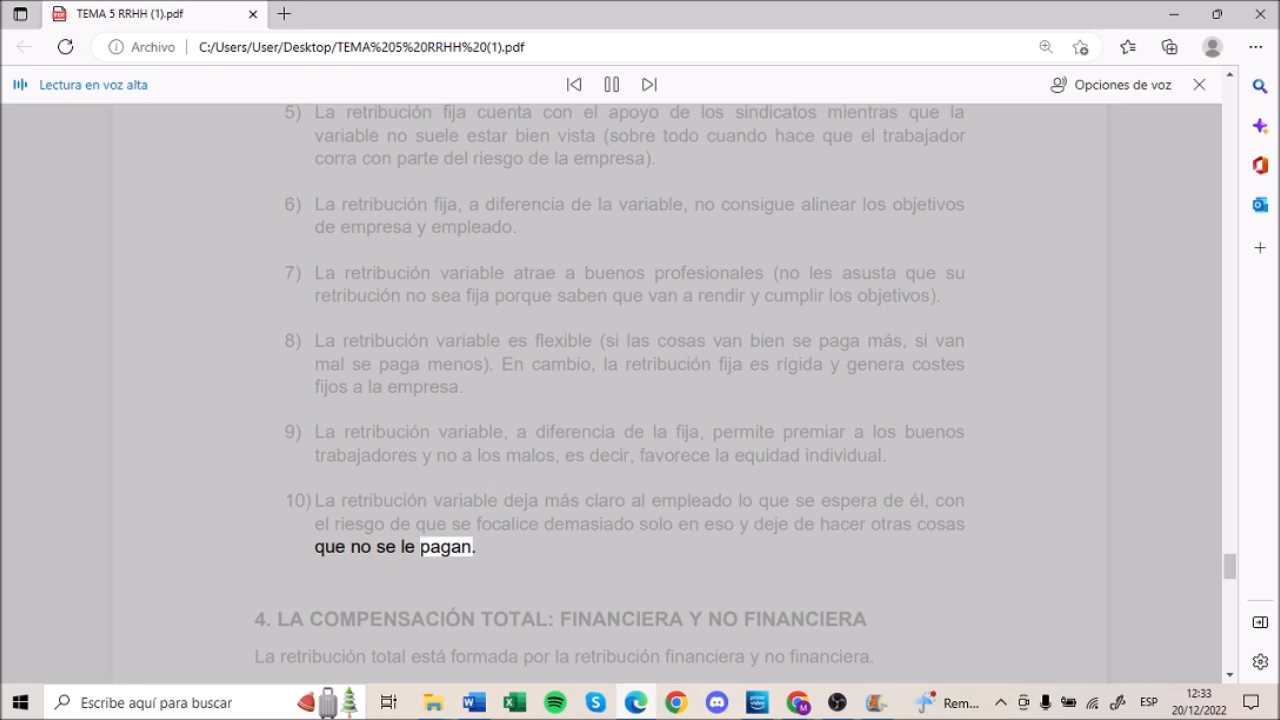 TEMA 5 RRHH (1).pdf
Archivo
C:/Users/User/Desktop/TEMA%205%20RRHH%20(1).pdf
Lectura en voz alta
Opciones de voz
5) La retribución fija cuenta con el apoyo de los sindicatos mientras que la
variable no suele estar bien vista (sobre todo cuando hace que el trabajador
corra con parte del riesgo de la empresa).
6) La retribución fija, a diferencia de la variable, no consigue alinear los objetivos
de empresa y empleado.
7) La retribución variable atrae a buenos profesionales (no les asusta que su
retribución no sea fija porque saben que van a rendir y cumplir los objetivos).
8) La retribución variable es flexible (si las cosas van bien se paga más, si van
mal se paga menos). En cambio, la retribución fija es rígida y genera costes
fijos a la empresa.
9) La retribución variable, a diferencia de la fija, permite premiar a los buenos
trabajadores y no a los malos, es decir, favorece la equidad individual.
10) La retribución variable deja más claro al empleado lo que se espera de él, con
el riesgo de que se focalice demasiado solo en eso y deje de hacer otras cosas
que no se le pagan.
4. LA COMPENSACIÓN TOTAL: FINANCIERA Y NO FINANCIERA
La retribución total está formada por la retribución financiera y no financiera.
Escribe aquí para buscar
Rem...
ESP
12:33
20/12/2022